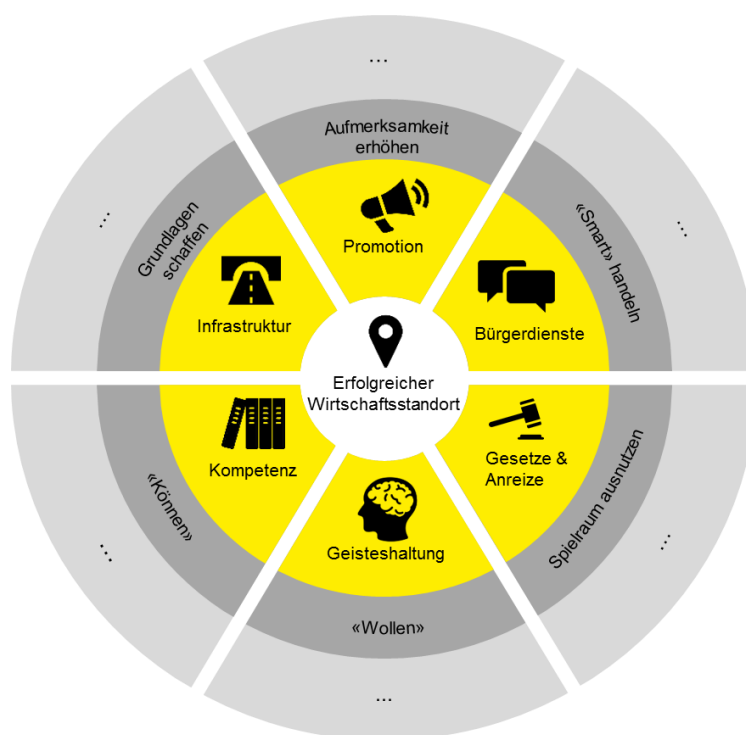 ...
Aufmerksamkeit
erhöhen
Promotion
...
«Smart» handeln
Bürgerdienste
...
Spielraum ausnutzen
Gesetze &
Anreize
...
«Wollen»
Geisteshaltung
...
«Können»
Kompetenz
...
Grundlagen
schaffen
Infrastruktur
Erfolgreicher
Wirtschaftsstandort